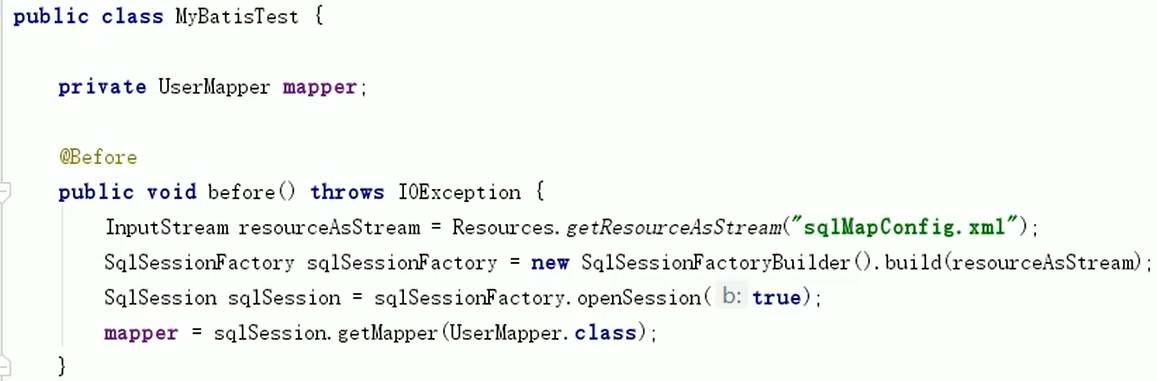 public class MyBatisTest {
private UserMapper mapper;
@Before
public void before() throws IOException {
InputStream resourceAsStream = Resources.getResourceAsStream("sqlMapConfig.xml");
SqlSessionFactory sqlSessionFactory = new SqlSessionFactoryBuilder().build(resourceAsStream);
SqlSession sqlSession = sqlSessionFactory.openSession( b: true);
mapper = sqlSession.getMapper(UserMapper.class);
}